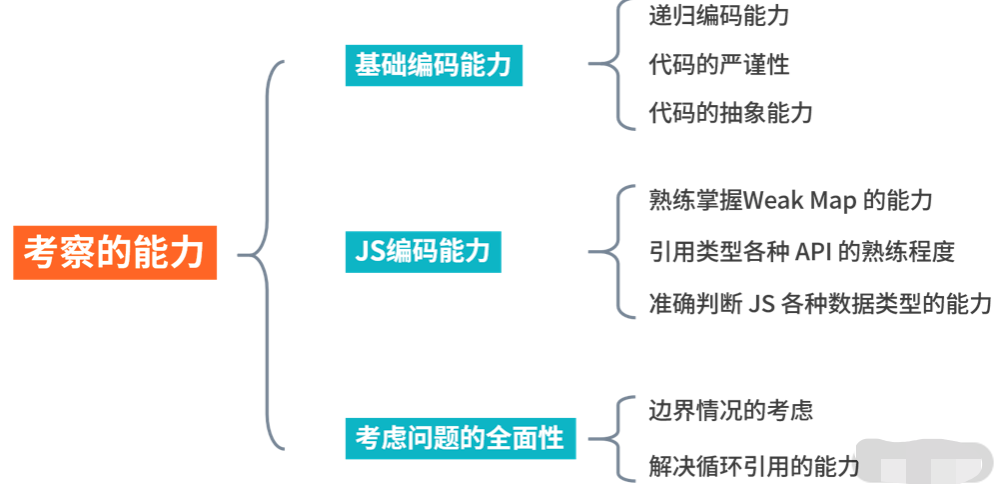 考察的能力
基础编码能力
递归编码能力
代码的严谨性
代码的抽象能力
JS编码能力
熟练掌握Weak Map 的能力
引用类型各种 API 的熟练程度
准确判断 JS 各种数据类型的能力
考虑问题的全面性
边界情况的考虑
解决循环引用的能力